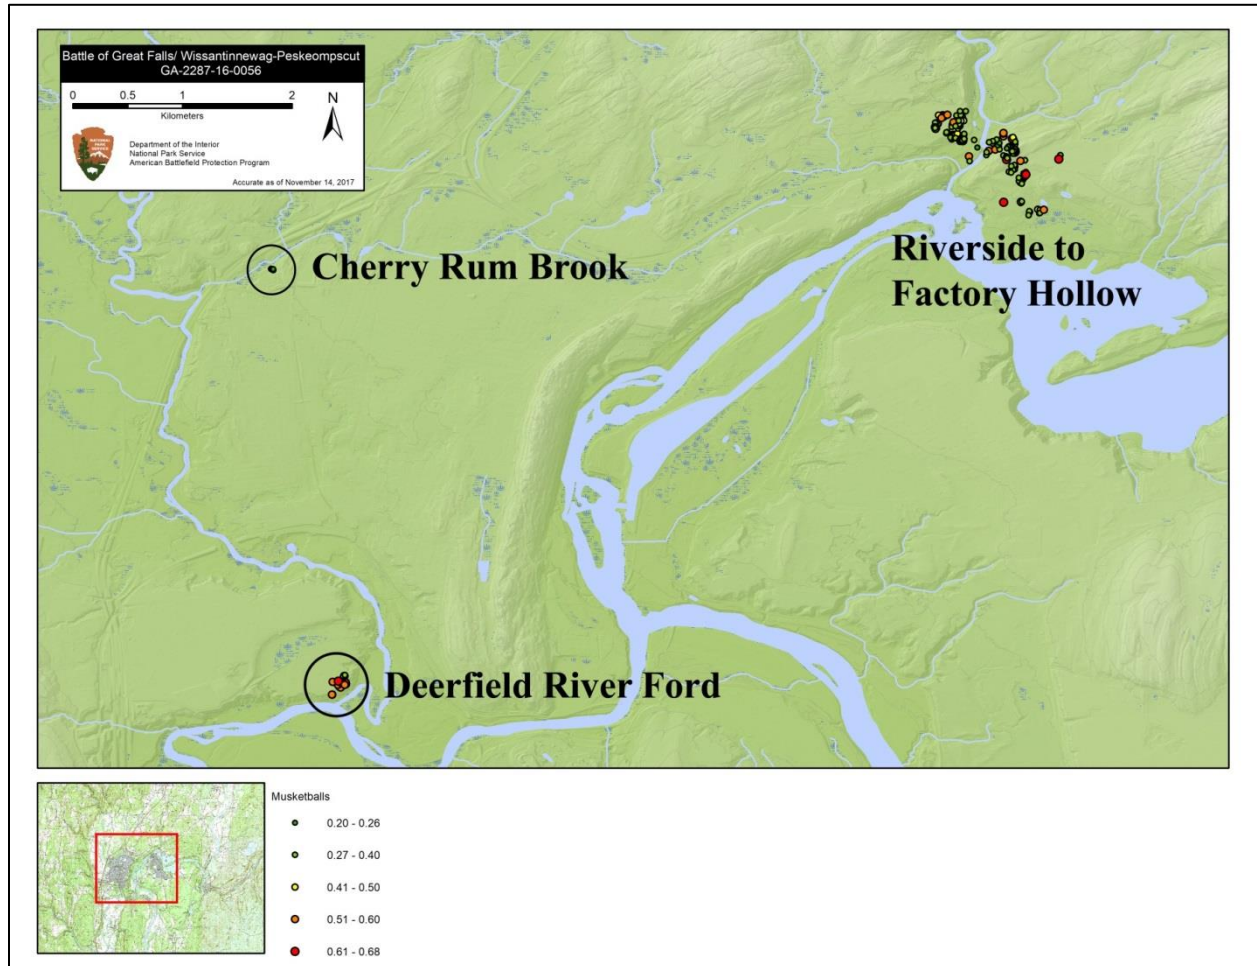 Battle of Great Falls/ Wissantinnewag-Peskeompscut
GA-2287-16-0056
0 0.5 1 2
Kilometers
N
NATIONAL
PARK
SERVICE
Department of the Interior
National Park Service
American Battlefield Protection Program
Accurate as of November 14, 2017
Cherry Rum Brook
Riverside to
Factory Hollow
Deerfield River Ford
Musketballs
0.20 - 0.26
0.27 - 0.40
0.41 - 0.50
0.51 - 0.60
0.61 - 0.68